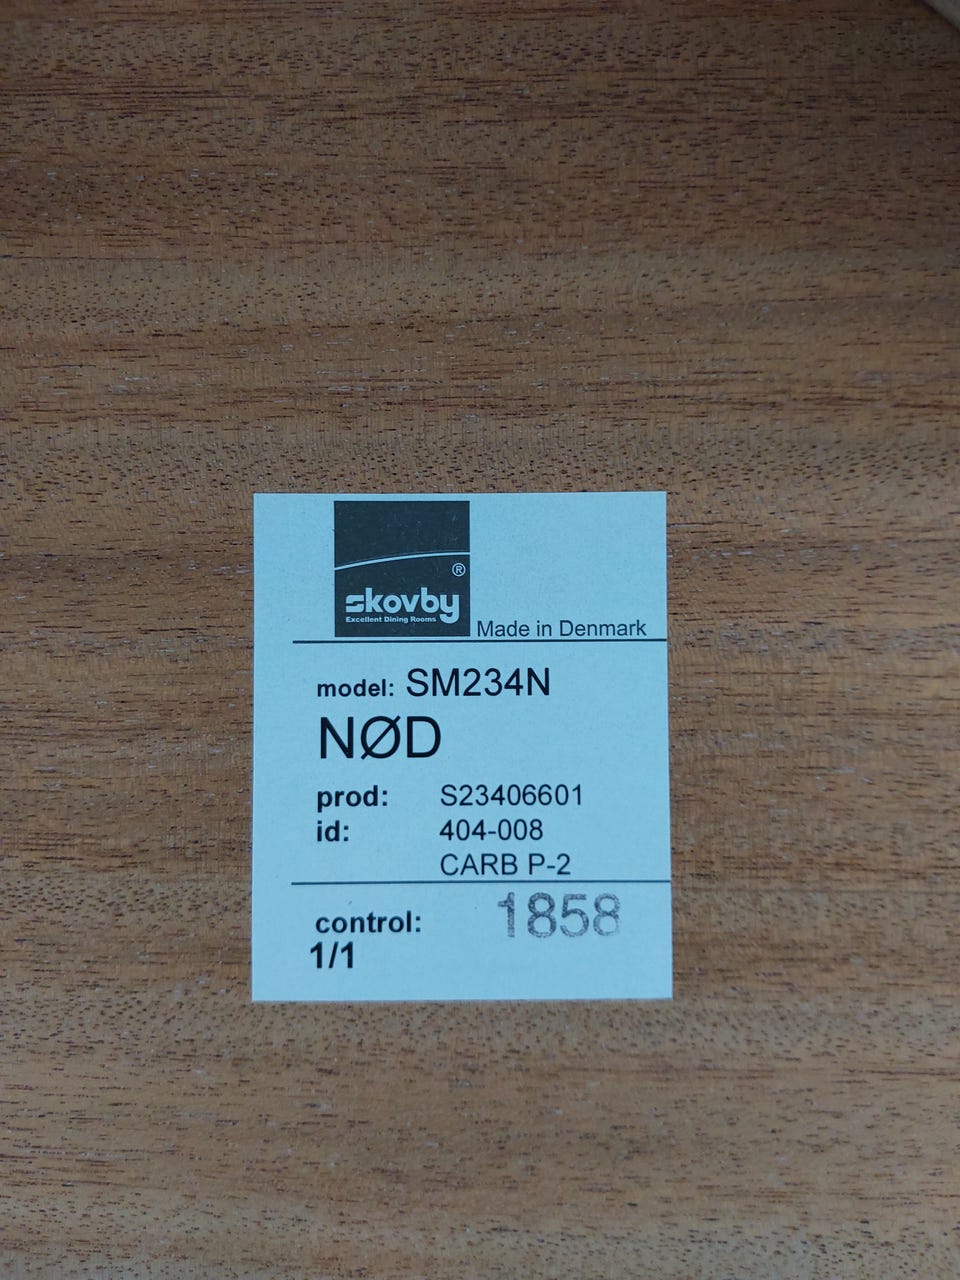 ®
skovby
Excellent Dining Rooms
Made in Denmark
model: SM234N
NØD
prod: S23406601
id: 404-008
CARB P-2
control: 1858
1/1